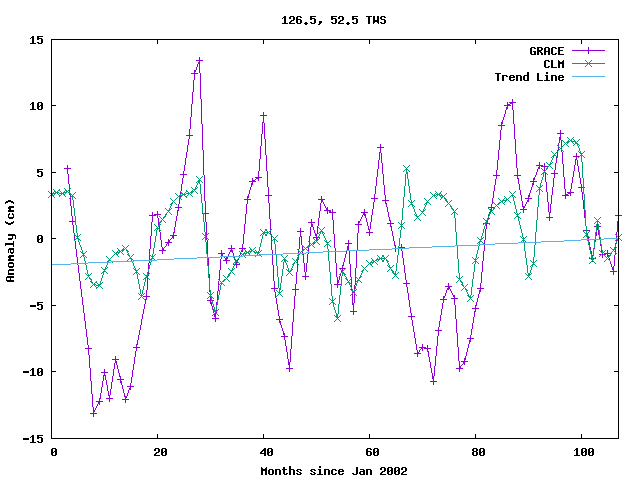 126.5, 52.5 TWS
GRACE
CLM
Trend Line
Anomaly (cm)
15
10
5
0
-5
-10
-15
0 20 40 60 80 100
Months since Jan 2002